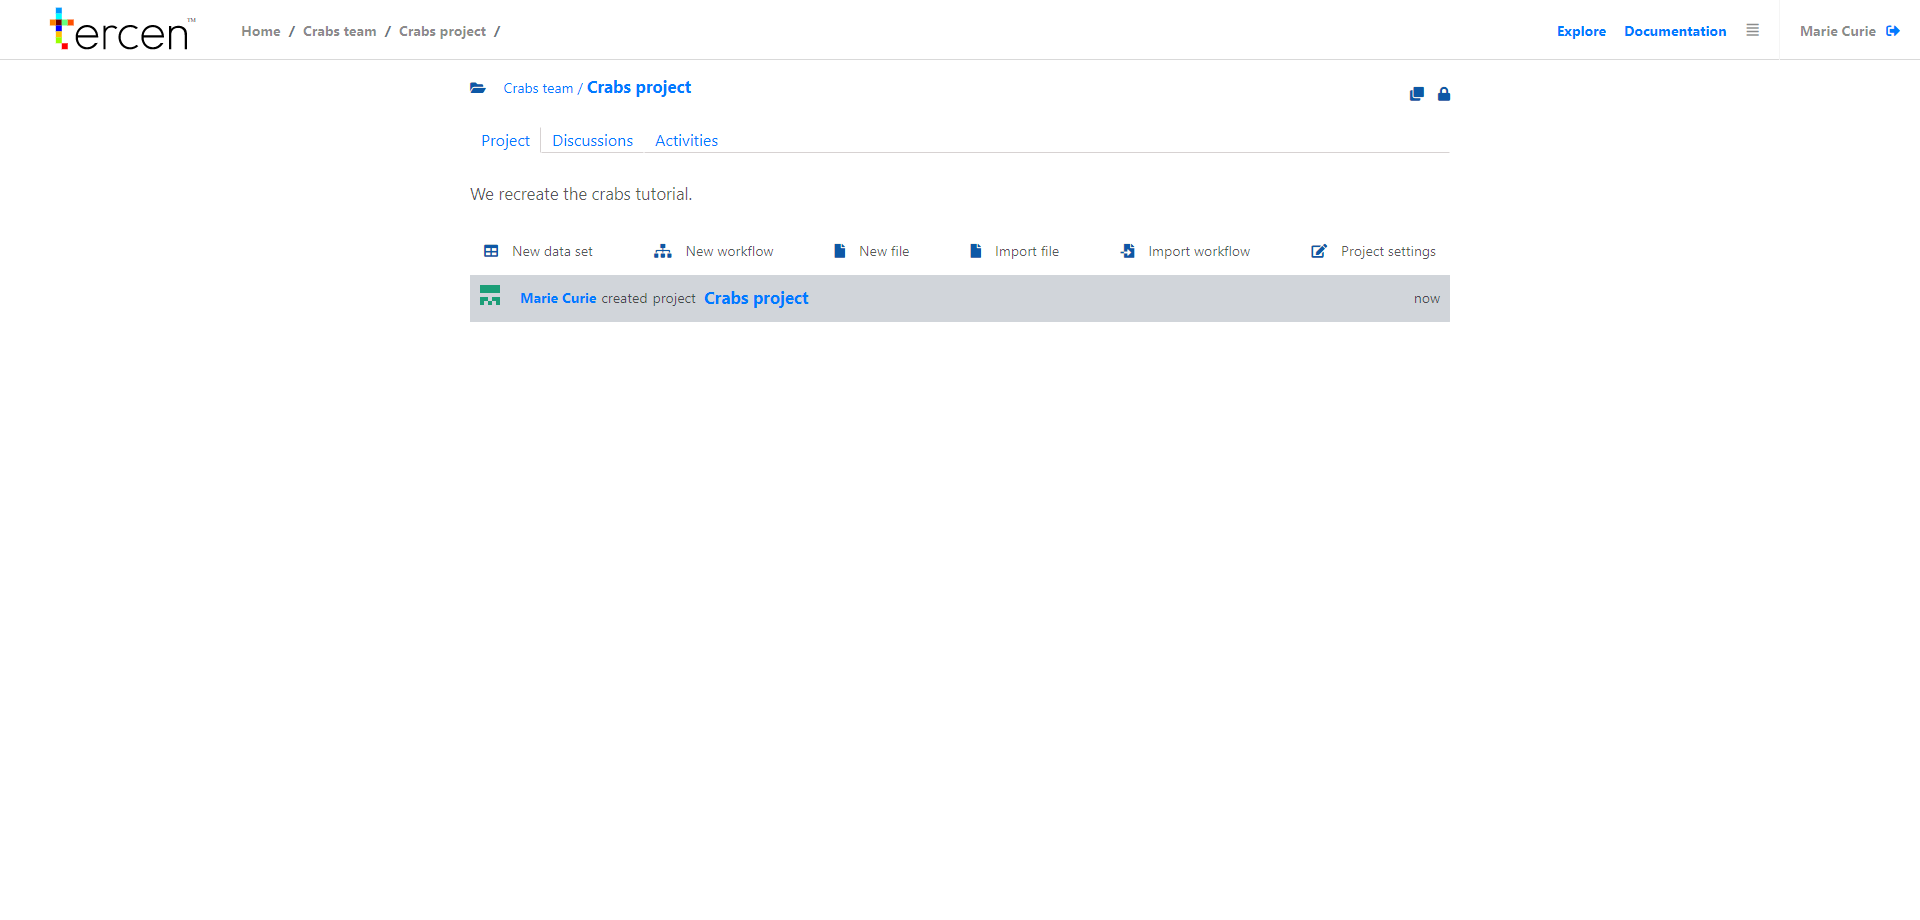 tercen™ Home / Crabs team / Crabs project / Explore Documentation Marie Curie
Crabs team / Crabs project
Project Discussions Activities
We recreate the crabs tutorial.
New data set New workflow New file Import file Import workflow Project settings
Marie Curie created project Crabs project now